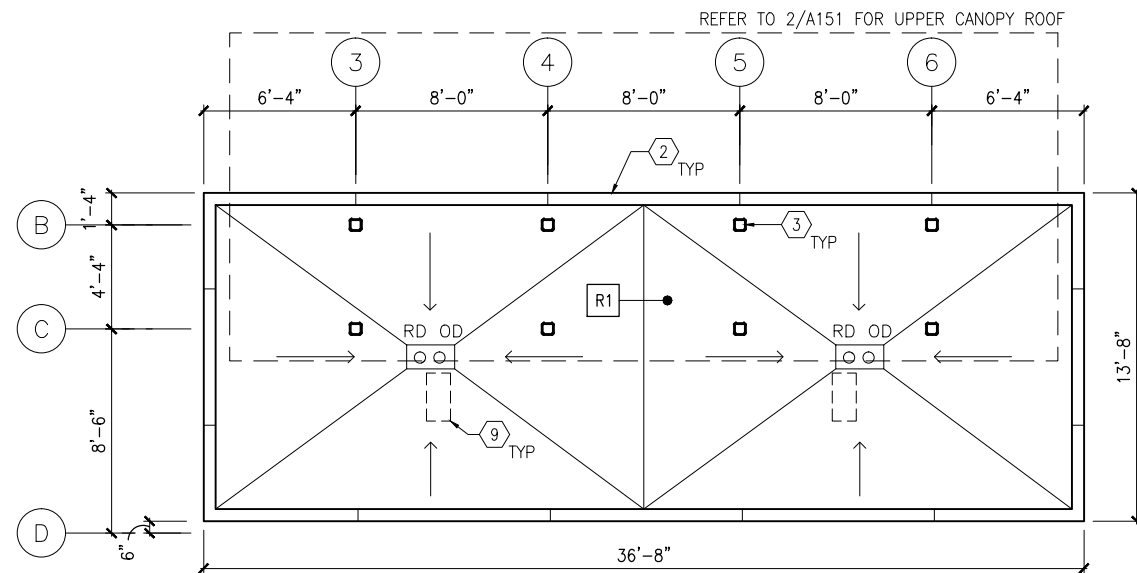 REFER TO 2/A151 FOR UPPER CANOPY ROOF
3 4 5 6
6'-4" 8'-0" 8'-0" 8'-0" 6'-4"
2
TYP
1'-4"
B
3
TYP
4'-4"
R1
C
RD OD RD OD
13'-8"
8'-6"
9
TYP
D
6"
36'-8"